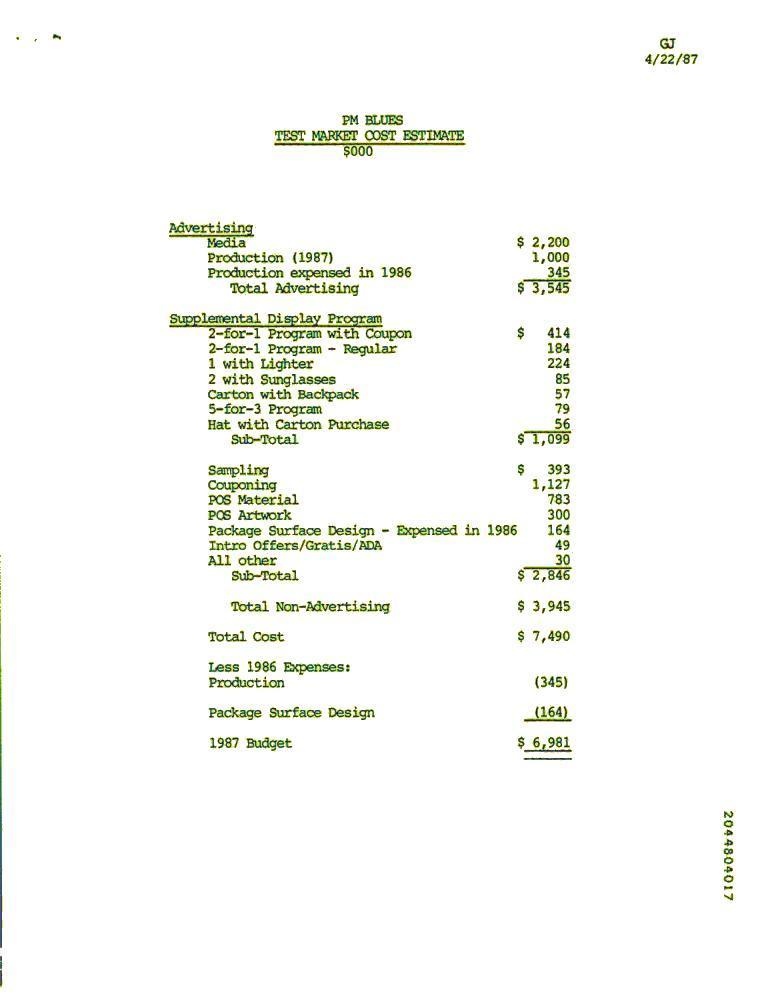 GJ
4/22/87
PM BLUES
TEST MARKET COST ESTIMATE
$000
Advertising
Media $ 2,200
Production (1987) 1,000
Production expensed in 1986 345
Total Advertising $ 3,545
Supplemental Display Program
2-for-1 Program with Coupon $ 414
2-for-1 Program - Regular 184
1 with Lighter 224
2 with Sunglasses 85
Carton with Backpack 57
5-for-3 Program 79
Hat with Carton Purchase 56
Sub-Total $ 1,099
Sampling $ 393
Couponing 1,127
POS Material 783
POS Artwork 300
Package Surface Design - Expensed in 1986 164
Intro Offers/Gratis/ADA 49
All other 30
Sub-Total $ 2,846
Total Non-Advertising $ 3,945
Total Cost $ 7,490
Less 1986 Expenses:
Production (345)
Package Surface Design (164)
1987 Budget $ 6,981
2044804017